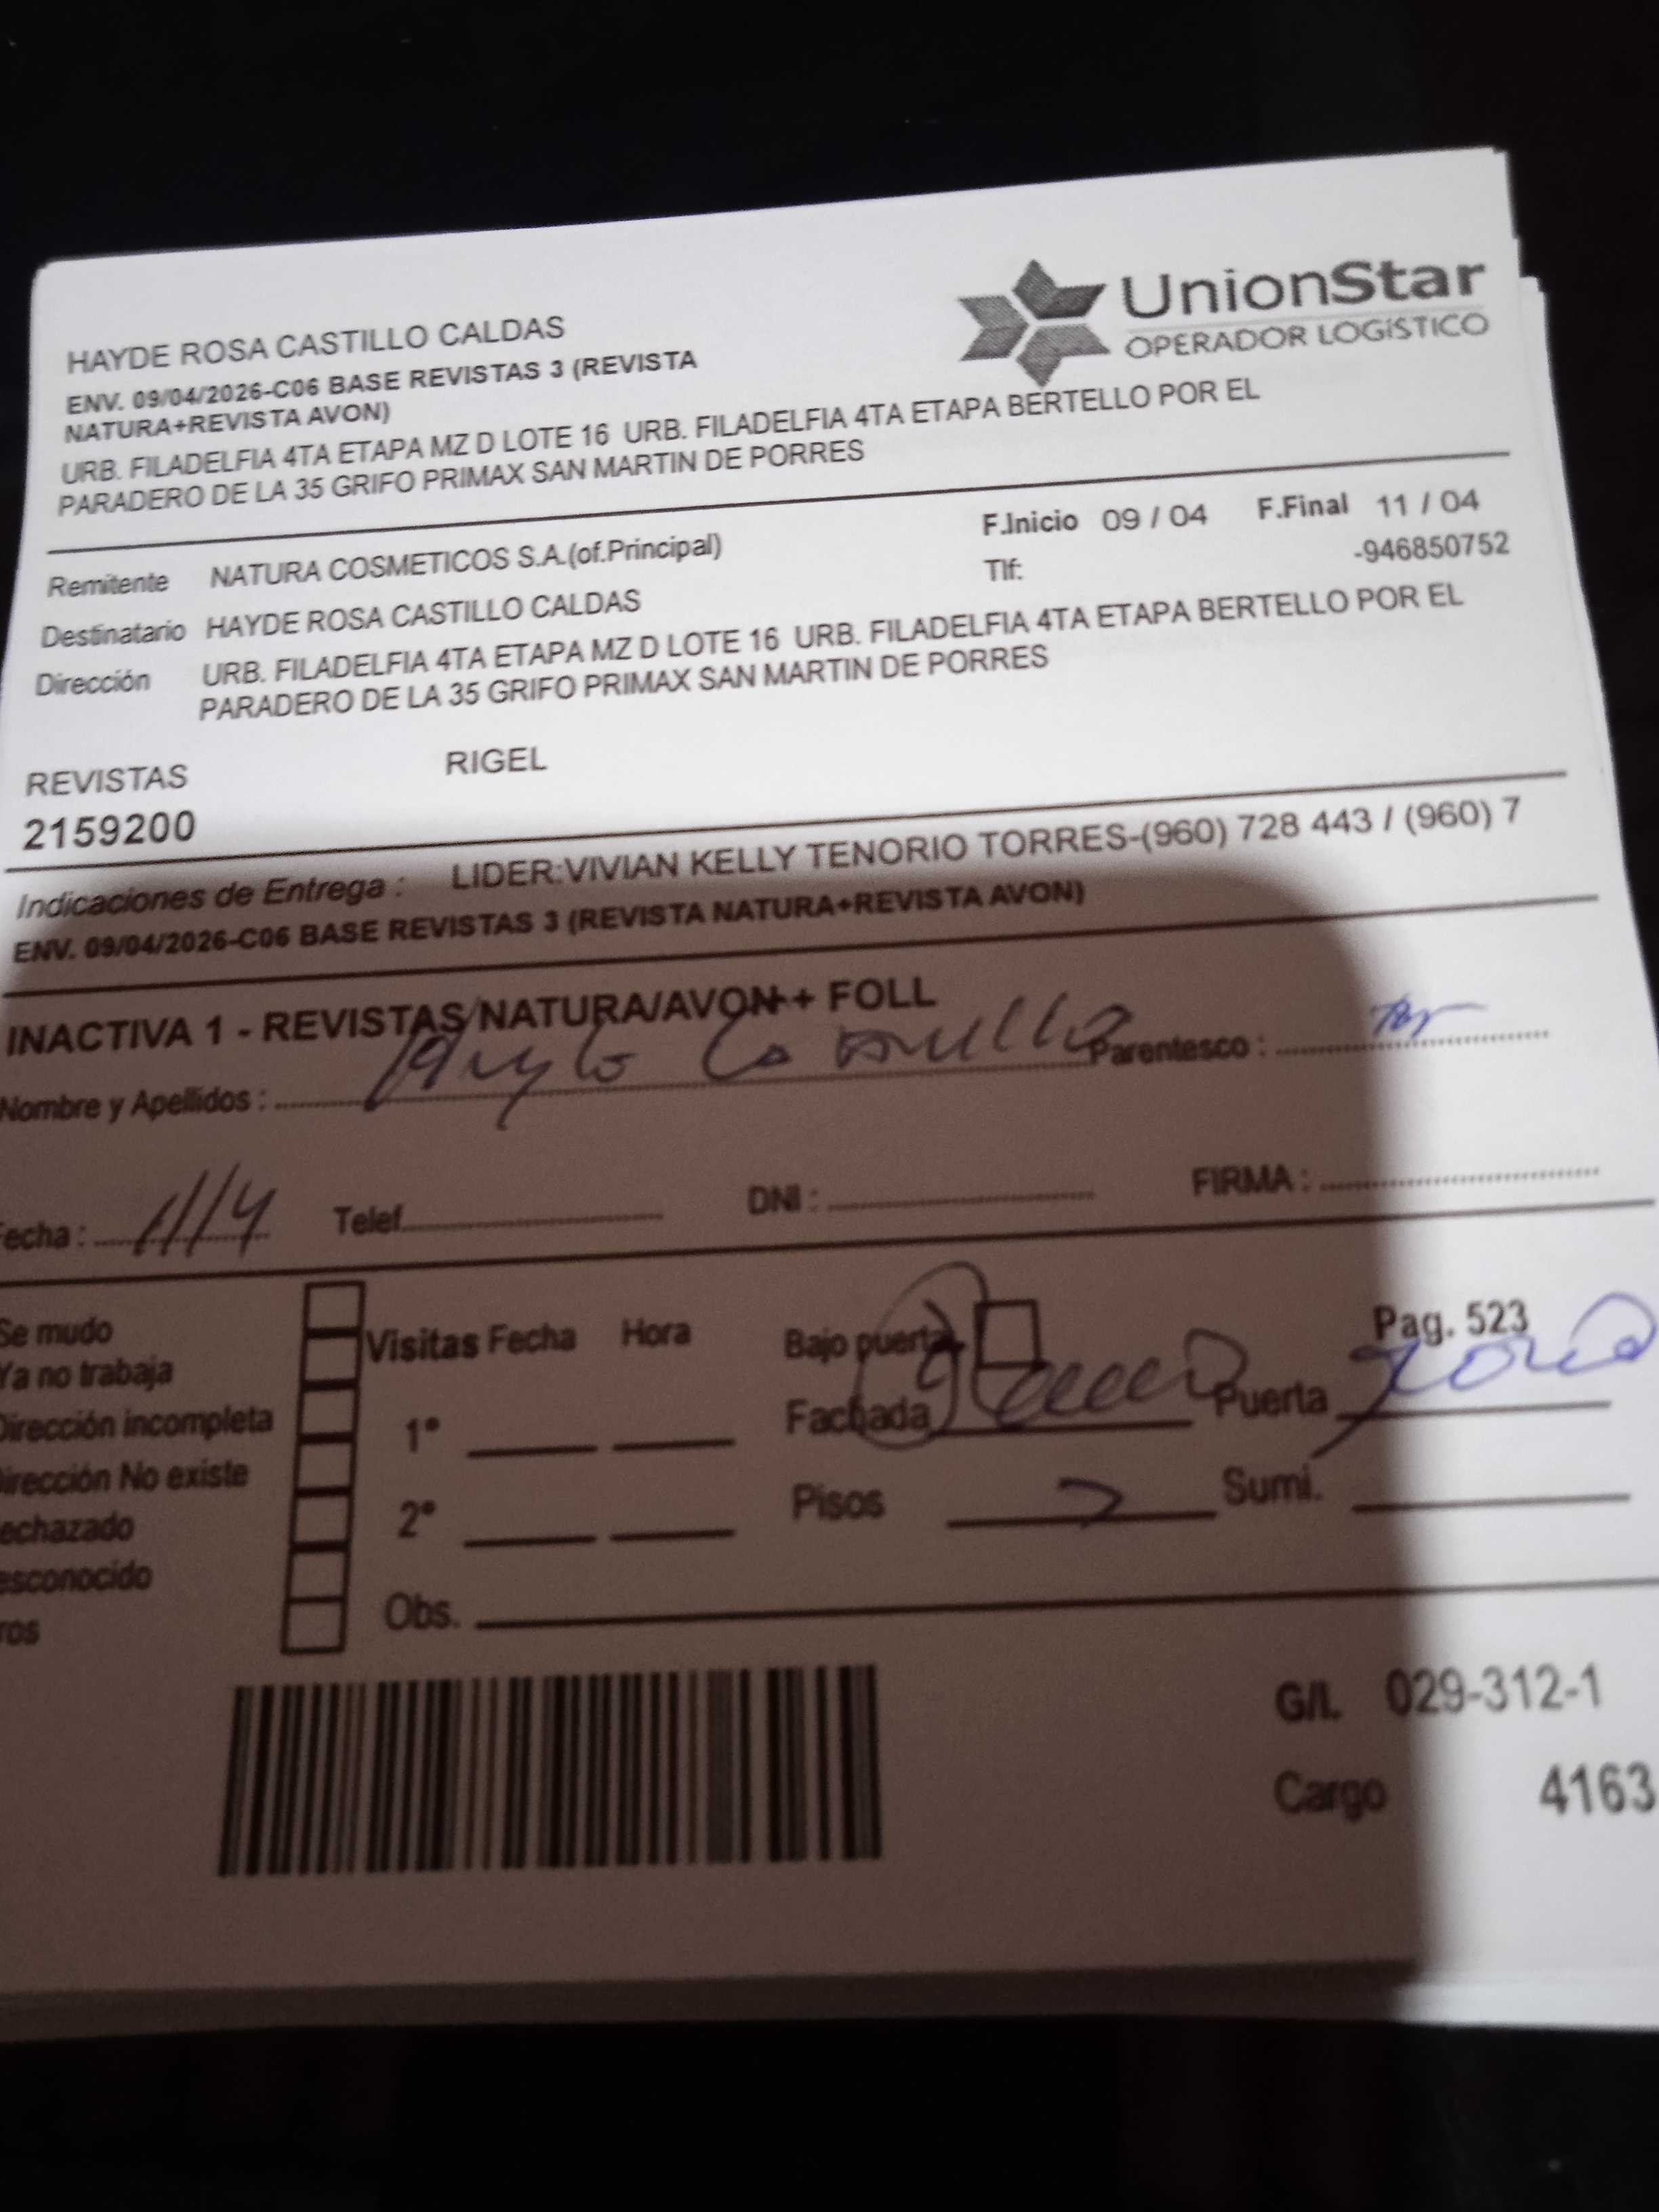 UnionStar
OPERADOR LOGÍSTICO
HAYDE ROSA CASTILLO CALDAS
ENV. 09/04/2026-C06 BASE REVISTAS 3 (REVISTA
NATURA+REVISTA AVON)
URB. FILADELFIA 4TA ETAPA MZ D LOTE 16 URB. FILADELFIA 4TA ETAPA BERTELLO POR EL
PARADERO DE LA 35 GRIFO PRIMAX SAN MARTIN DE PORRES
F.Inicio 09 / 04 F.Final 11 / 04
Remitente NATURA COSMETICOS S.A.(of.Principal)
Tlf: -946850752
Destinatario HAYDE ROSA CASTILLO CALDAS
Dirección URB. FILADELFIA 4TA ETAPA MZ D LOTE 16 URB. FILADELFIA 4TA ETAPA BERTELLO POR EL
PARADERO DE LA 35 GRIFO PRIMAX SAN MARTIN DE PORRES
REVISTAS RIGEL
2159200
Indicaciones de Entrega : LIDER:VIVIAN KELLY TENORIO TORRES-(960) 728 443 / (960) 7
ENV. 09/04/2026-C06 BASE REVISTAS 3 (REVISTA NATURA+REVISTA AVON)
INACTIVA 1 - REVISTAS/NATURA/AVON++ FOLL
Nombre y Apellidos : Parentesco :
echa : 11/4 Telef. DNI : FIRMA :
Se mudo
Ya no trabaja
Dirección incompleta
irección No existe
echazado
esconocido
ros
Visitas Fecha Hora
1°
2°
Obs.
Bajo puerta Pag. 523
Fachada Puerta
Pisos 2 Sumi.
G/I. 029-312-1
Cargo 4163